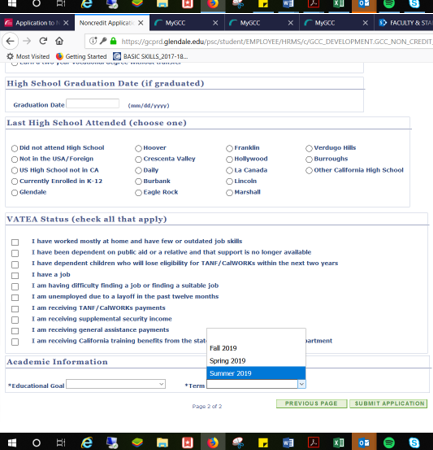 Application to N
Noncredit Applicati
MyGCC
MyGCC
MyGCC
FACULTY & STA
https://gcprd.glendale.edu/psc/student/EMPLOYEE/HRMS/c/GCC_DEVELOPMENT.GCC_NON_CREDIT_
Most Visited
Getting Started
BASIC SKILLS_2017-18...
High School Graduation Date (if graduated)
Graduation Date
(mm/dd/yyyy)
Last High School Attended (choose one)
Did not attend High School
Hoover
Franklin
Verdugo Hills
Not in the USA/Foreign
Crescenta Valley
Hollywood
Burroughs
US High School not in CA
Daily
La Canada
Other California High School
Currently Enrolled in K-12
Burbank
Lincoln
Glendale
Eagle Rock
Marshall
VATEA Status (check all that apply)
I have worked mostly at home and have few or outdated job skills
I have been dependent on public aid or a relative and that support is no longer available
I have dependent children who will lose eligibility for TANF/CalWORKs within the next two years
I have a job
I am having difficulty finding a job or finding a suitable job
I am unemployed due to a layoff in the past twelve months
I am receiving TANF/CalWORKs payments
I am receiving supplemental security income
I am receiving general assistance payments
I am receiving California training benefits from the stat
partment
Fall 2019
Spring 2019
Summer 2019
Academic Information
*Educational Goal
*Term
Page 2 of 2
PREVIOUS PAGE
SUBMIT APPLICATION